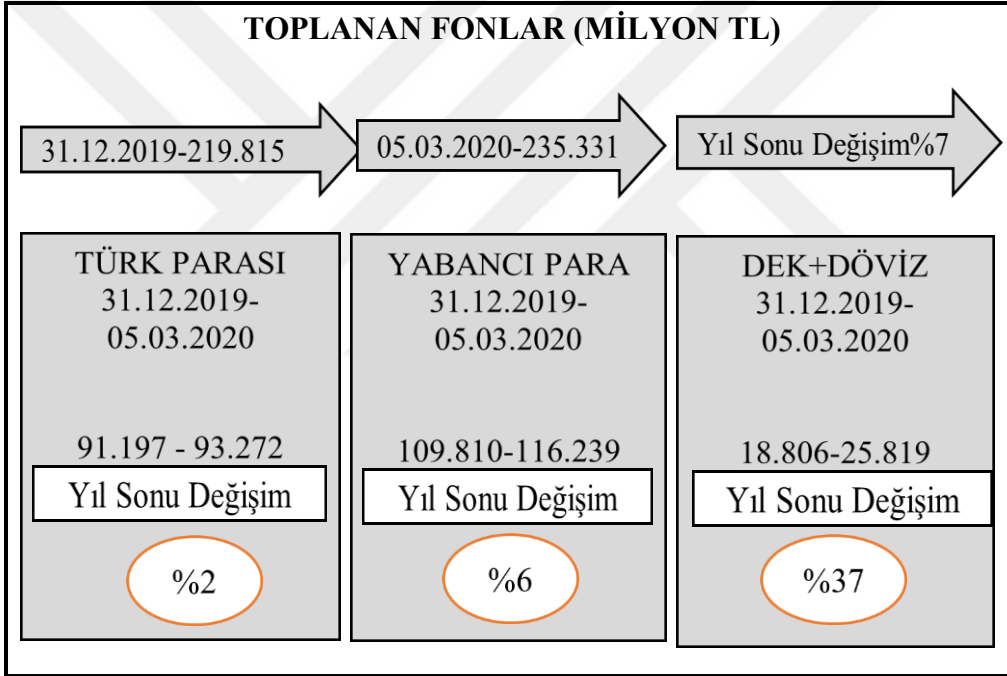 TOPLANAN FONLAR (MİLYON TL)
31.12.2019-219.815
05.03.2020-235.331
Yıl Sonu Değişim%7
TÜRK PARASI
31.12.2019-
05.03.2020
91.197 - 93.272
Yıl Sonu Değişim
%2
YABANCI PARA
31.12.2019-
05.03.2020
109.810-116.239
Yıl Sonu Değişim
%6
DEK+DÖVİZ
31.12.2019-
05.03.2020
18.806-25.819
Yıl Sonu Değişim
%37